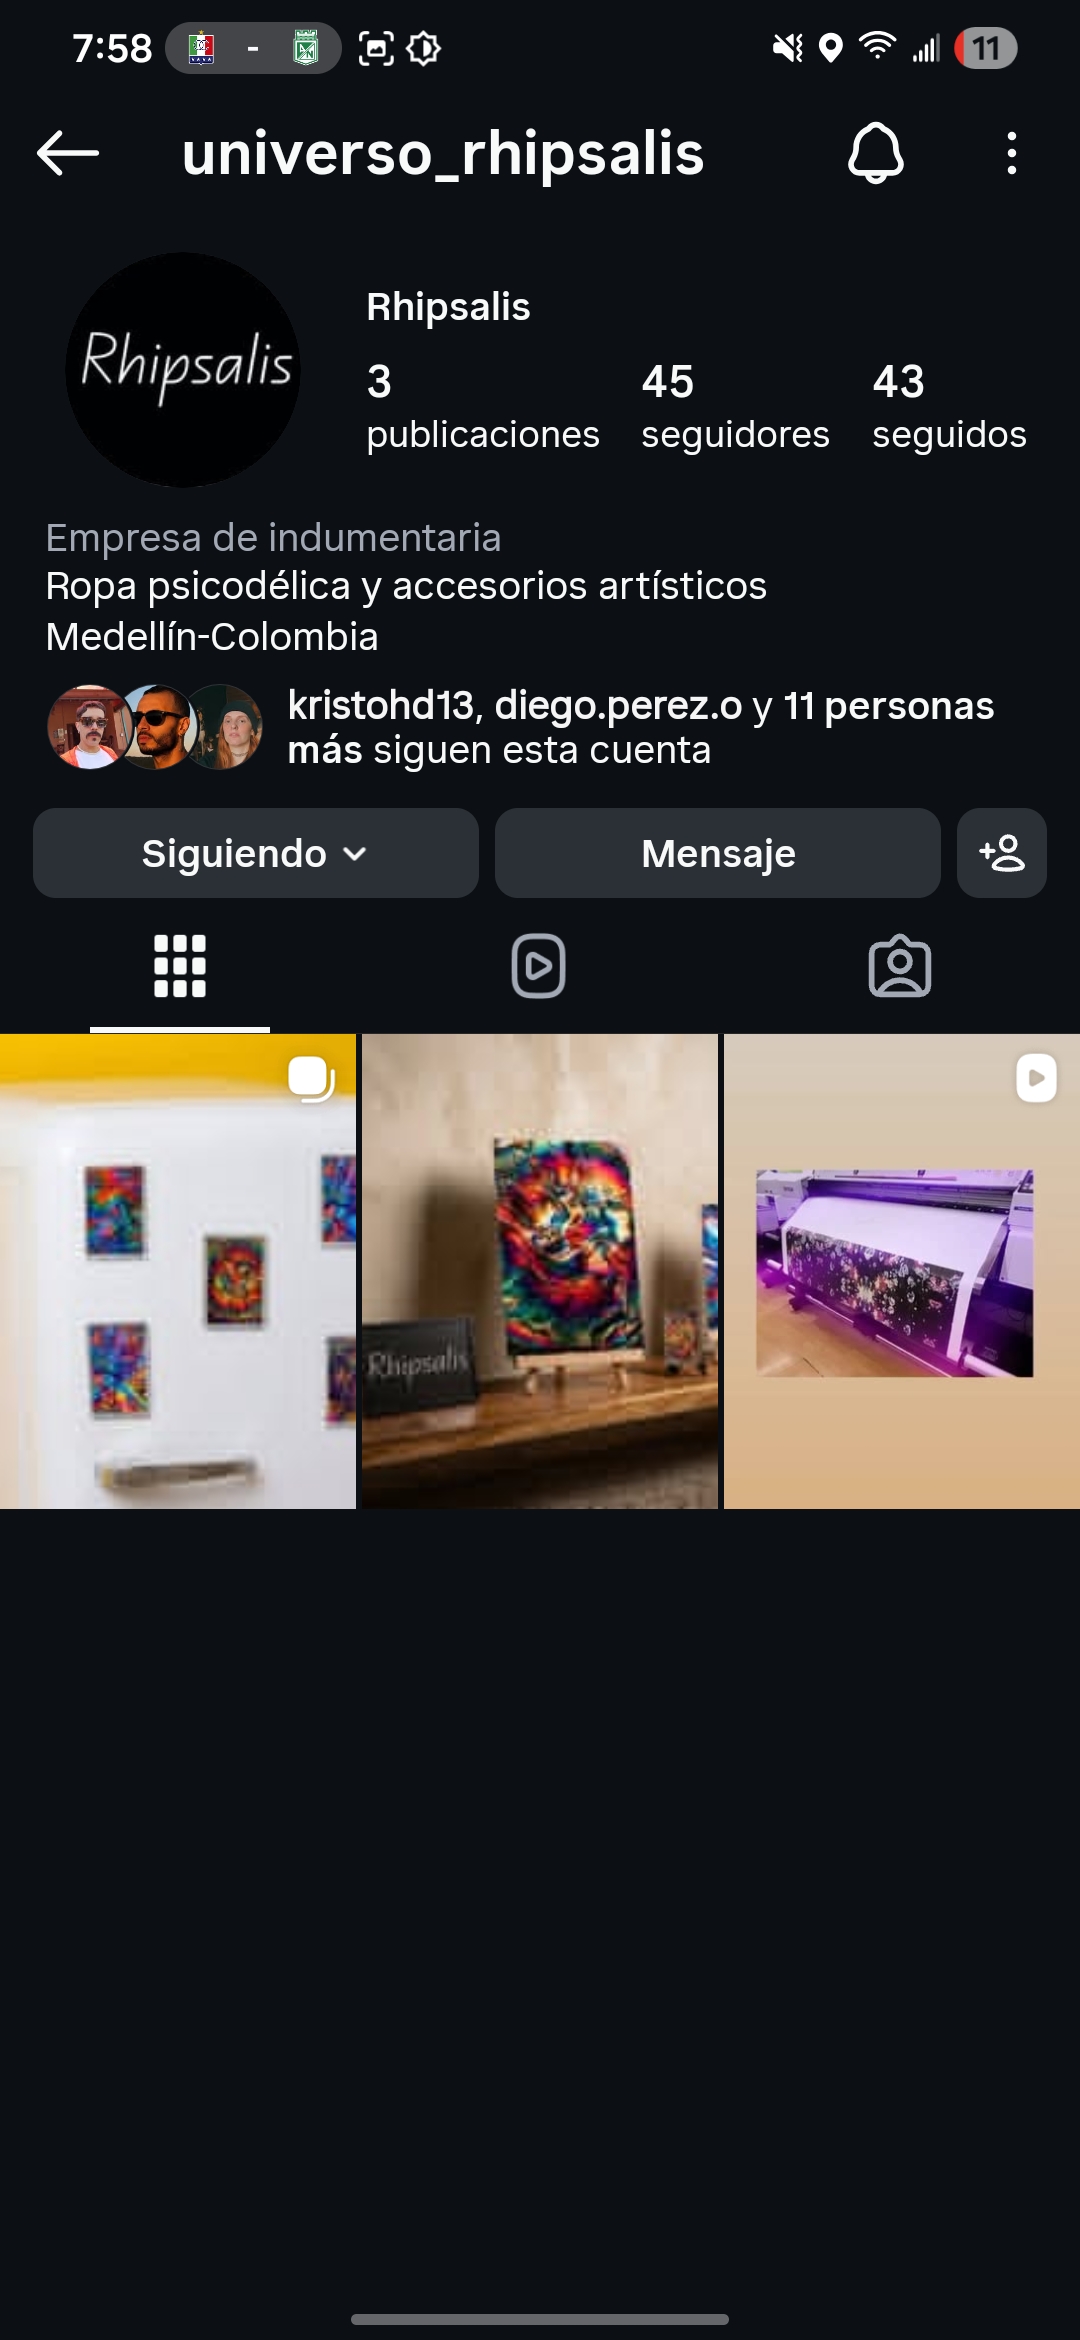 7:58
-
11
universo_rhipsalis
Rhipsalis
Rhipsalis
3
45
43
publicaciones
seguidores
seguidos
Empresa de indumentaria
Ropa psicodélica y accesorios artísticos
Medellín-Colombia
kristohd13, diego.perez.o y 11 personas
más siguen esta cuenta
Siguiendo
Mensaje
Rhipsalis